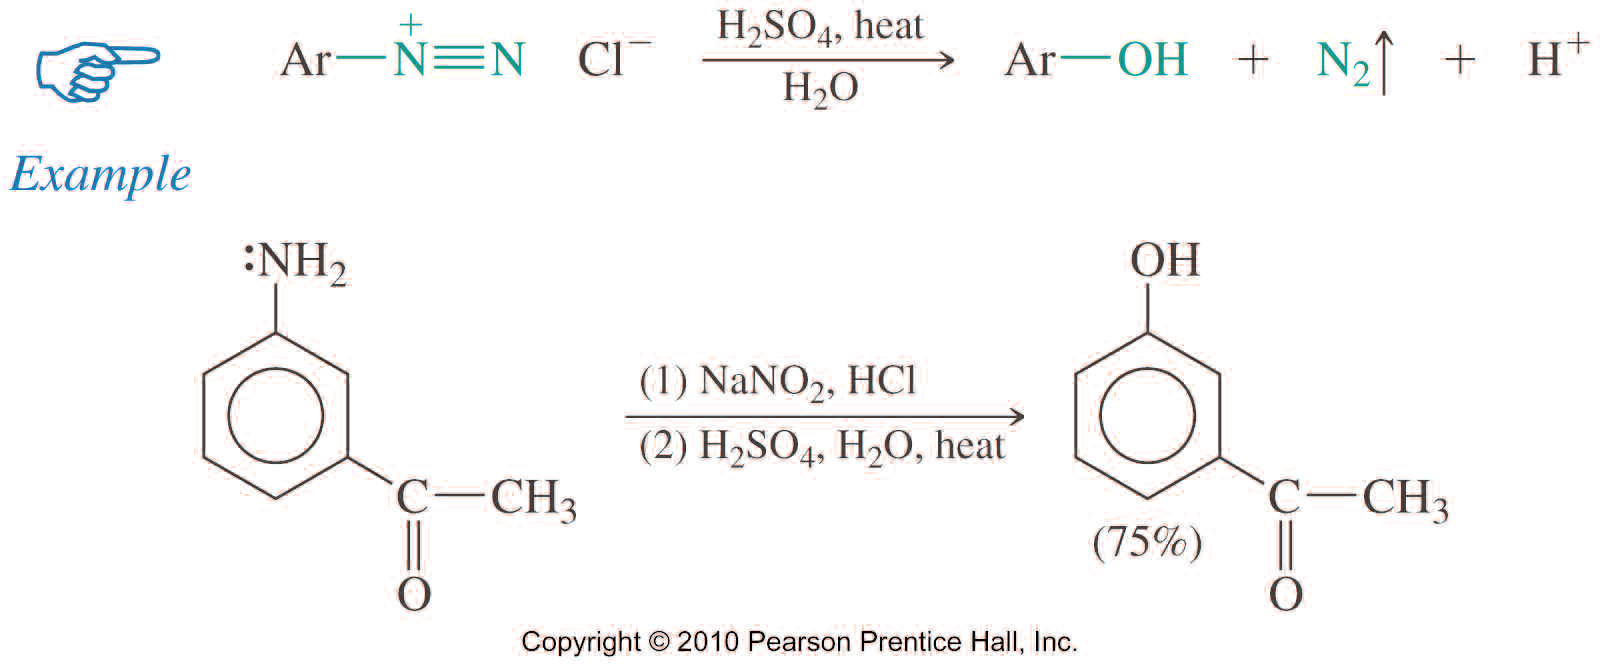 Ar—N⁺≡N Cl⁻ H₂SO₄, heat H₂O Ar—OH + N₂↑ + H⁺
Example
:NH₂
OH
(1) NaNO₂, HCl
(2) H₂SO₄, H₂O, heat
C—CH₃
C—CH₃
(75%)
O
O
Copyright © 2010 Pearson Prentice Hall, Inc.